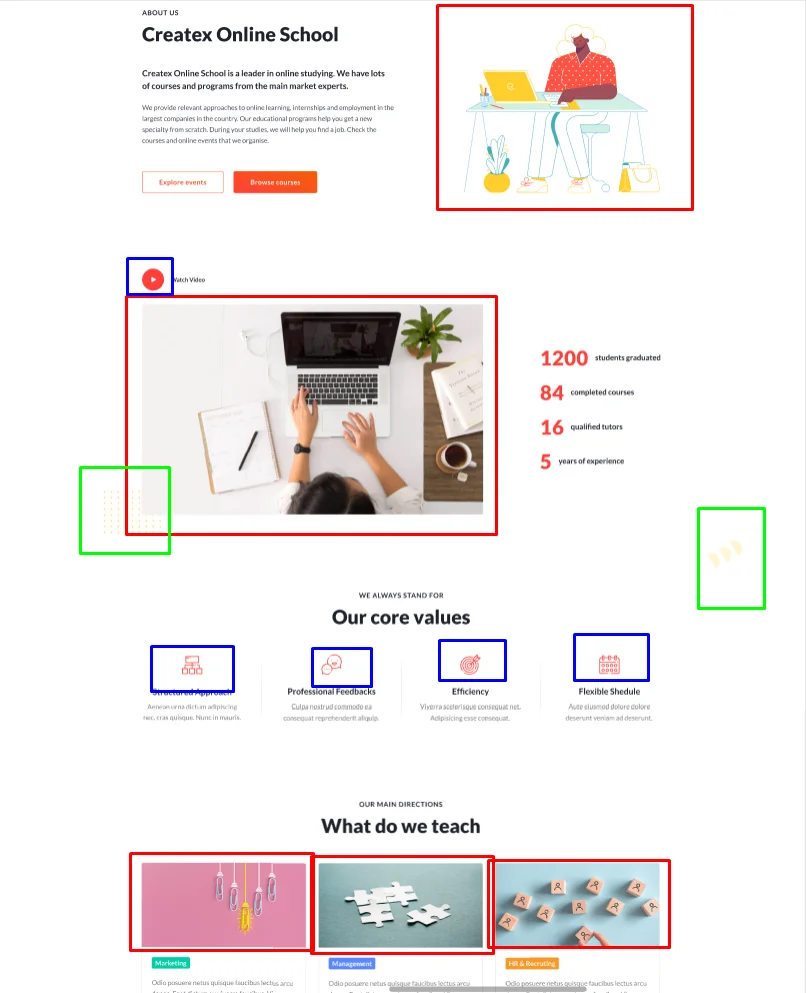 ABOUT US
Createx Online School
Createx Online School is a leader in online studying. We have lots
of courses and programs from the main market experts.
We provide relevant approaches to online learning, internships and employment in the
largest companies in the country. Our educational programs help you get a new
specialty from scratch. During your studies, we will help you find a job. Check the
courses and online events that we organise.
Explore events
Browse courses
Watch Video
1200 students graduated
84 completed courses
16 qualified tutors
5 years of experience
WE ALWAYS STAND FOR
Our core values
Structured Approach
Aenean urna dictum adipiscing
nec, cras quisque. Nunc in mauris.
Professional Feedbacks
Culpa nostrud commodo ea
consequat reprehenderit aliquip.
Efficiency
Viverra scelerisque consequat net.
Adipisicing esse consequat.
Flexible Shedule
Aute eiusmod dolore dolore
deserunt veniam ad deserunt.
OUR MAIN DIRECTIONS
What do we teach
Marketing
Odio posuere netus quisque faucibus lectus arcu
Management
Odio posuere netus quisque faucibus lectus arcu
HR & Recruting
Odio posuere netus quisque faucibus lectus arcu